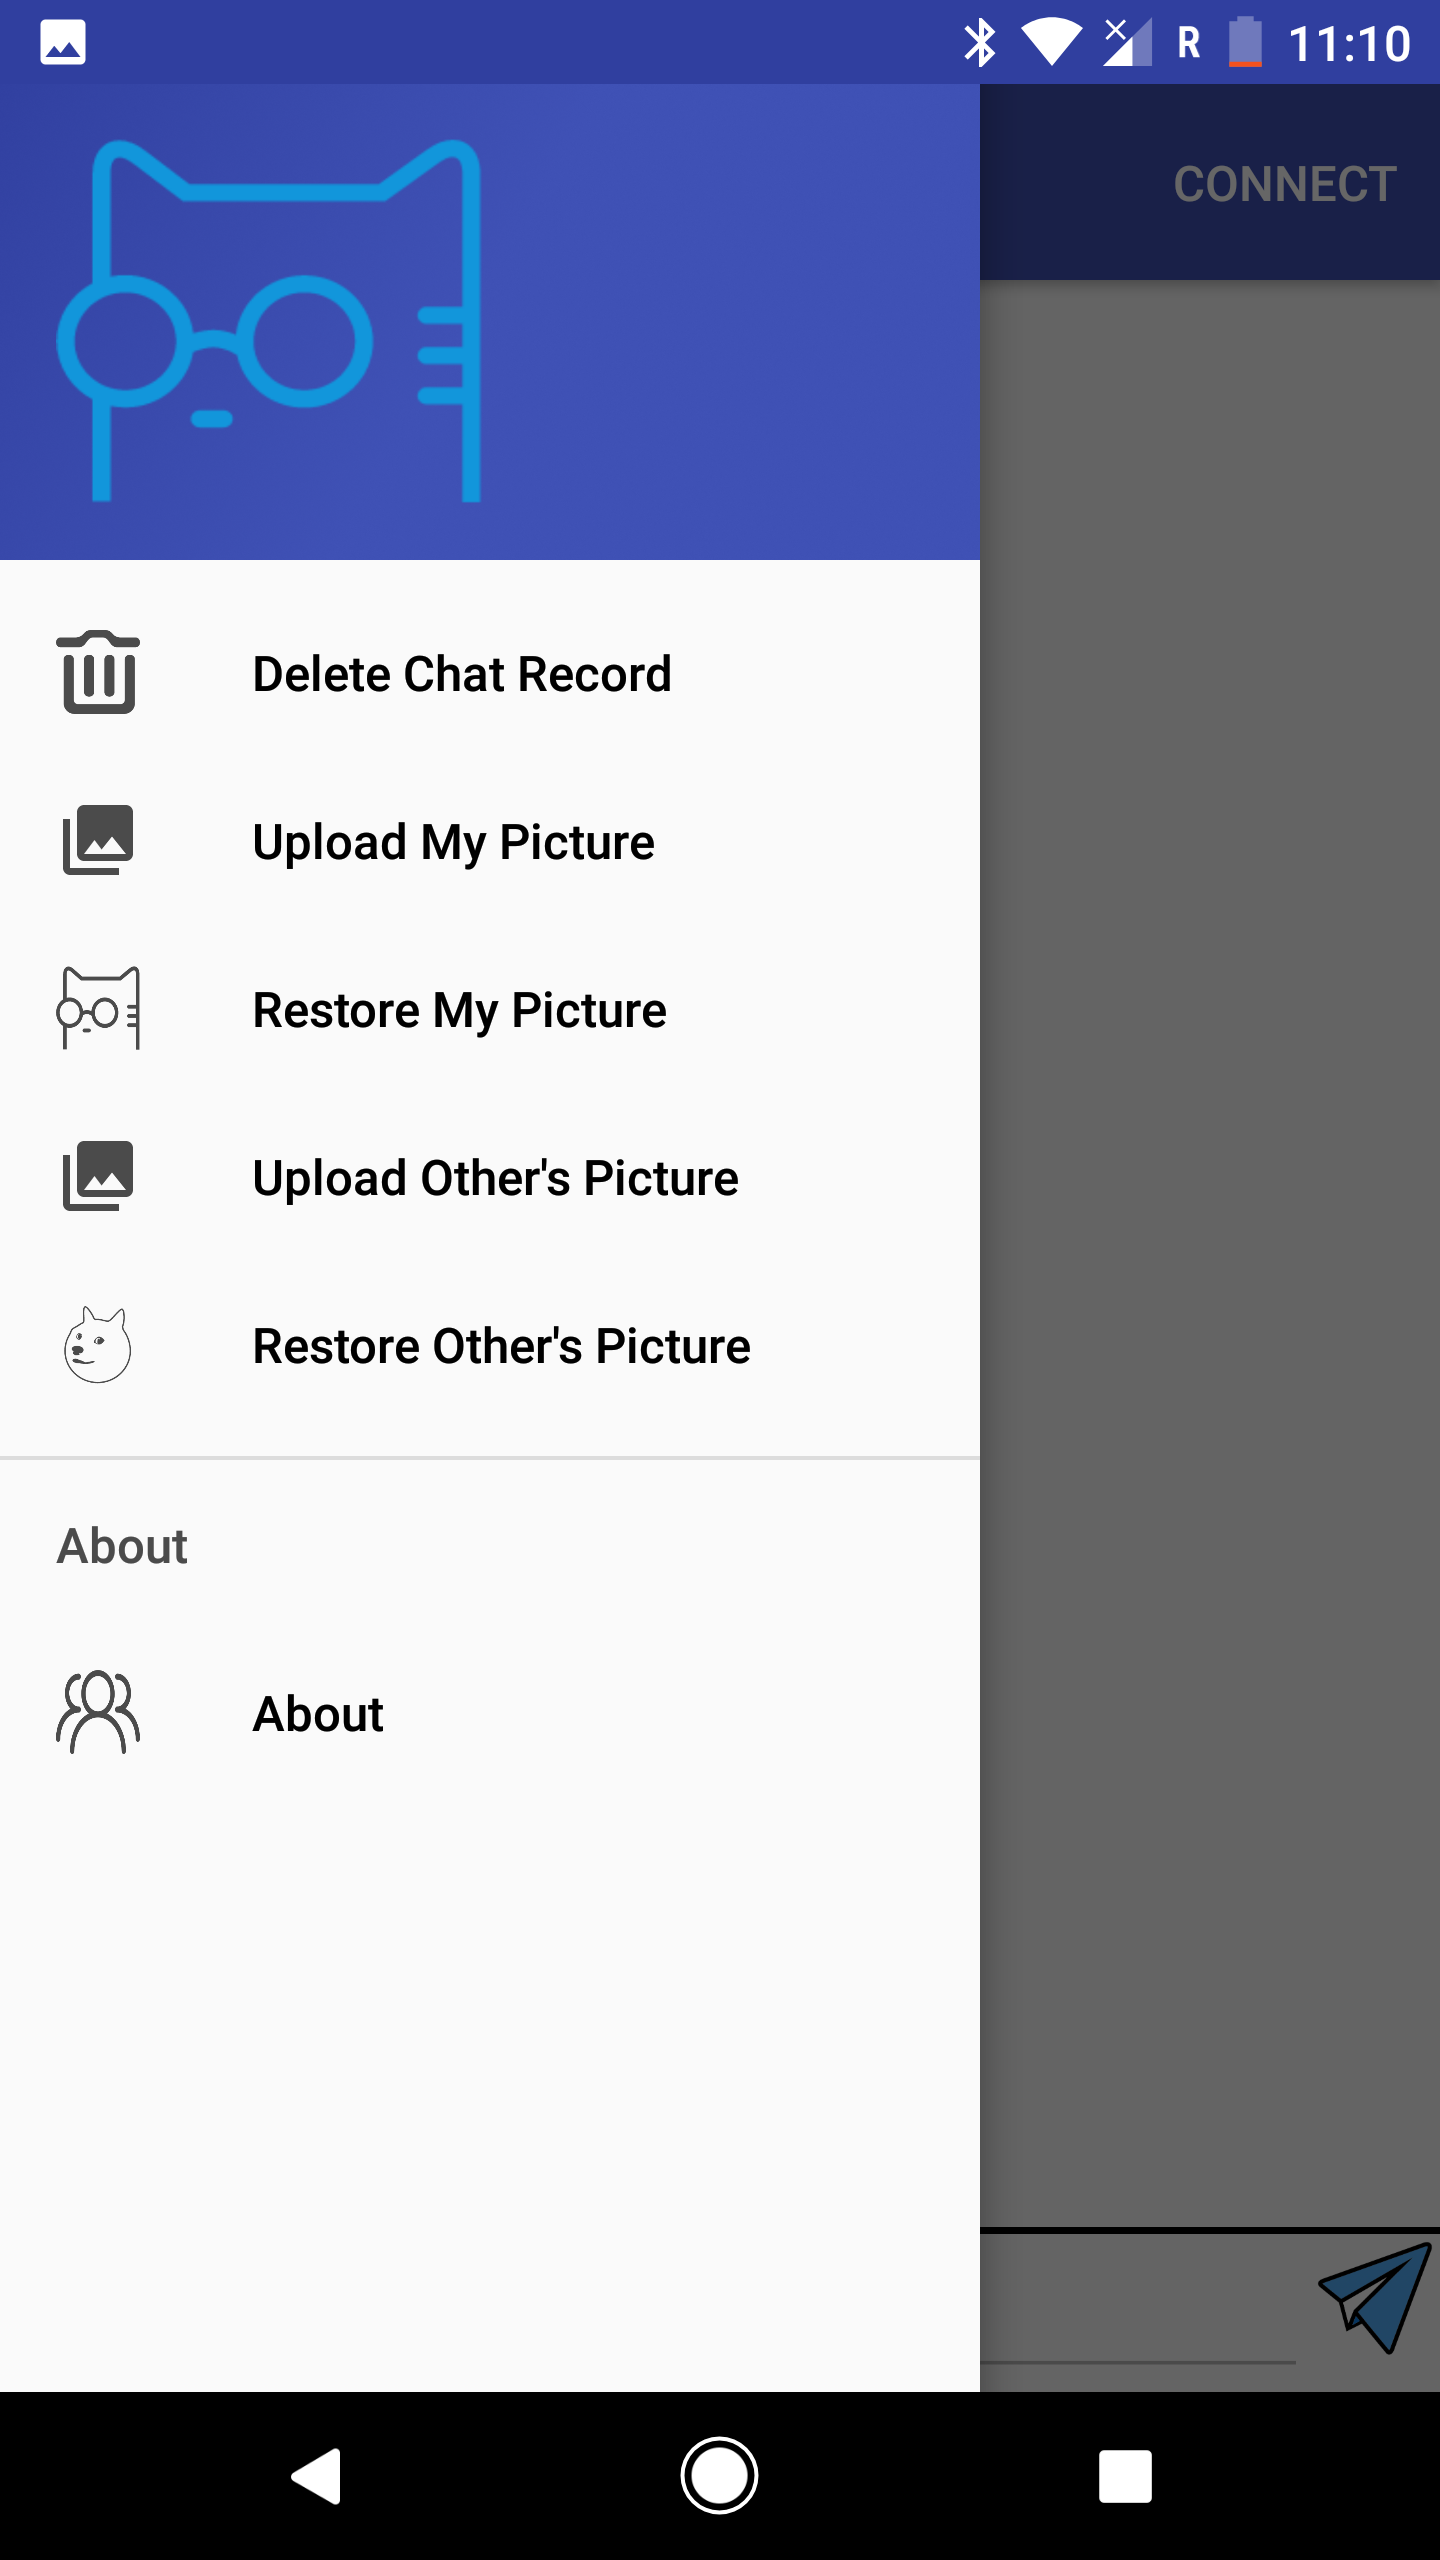 R 11:10
CONNECT
Delete Chat Record
Upload My Picture
Restore My Picture
Upload Other's Picture
Restore Other's Picture
About
About